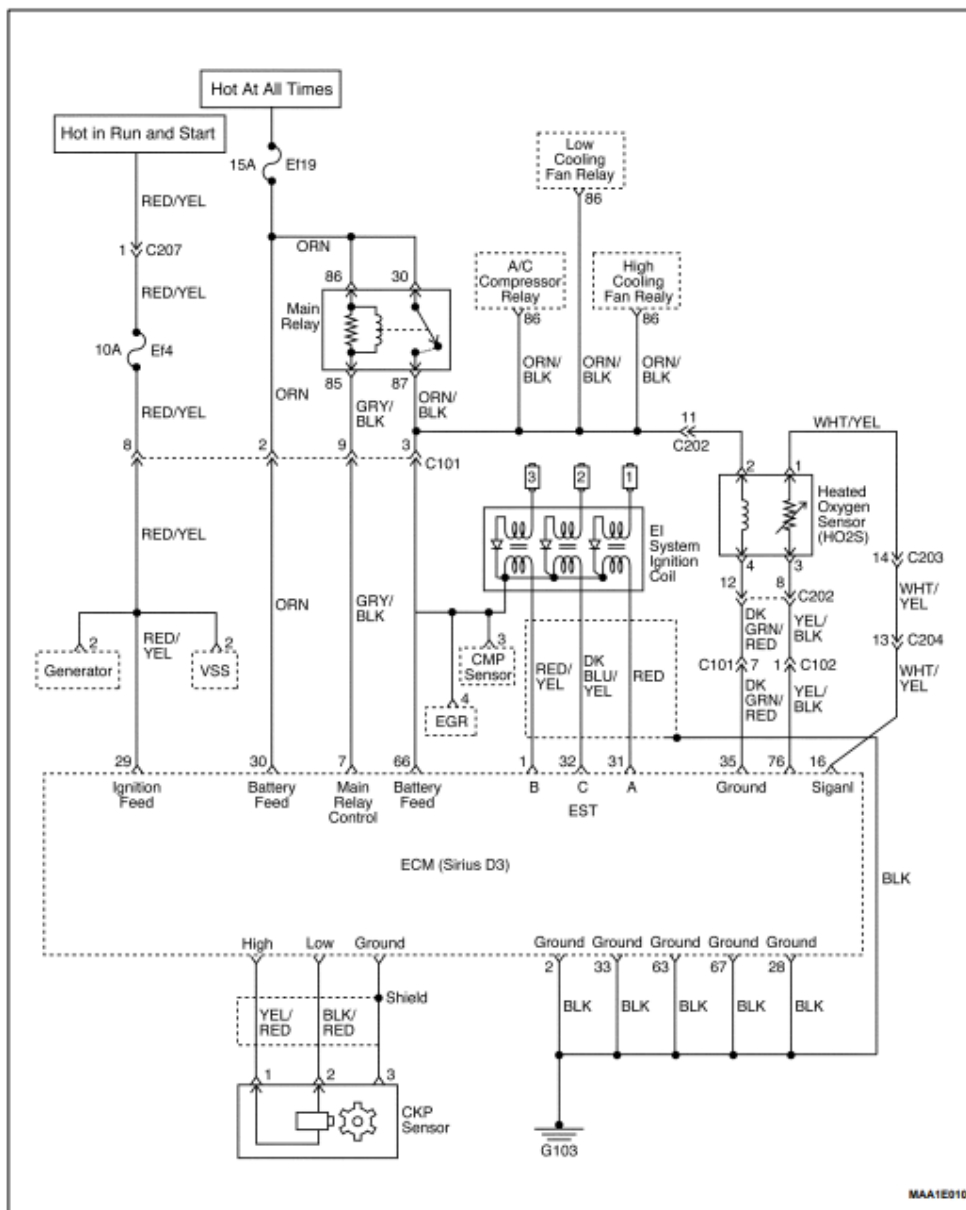 Hot At All Times
Hot in Run and Start
15A Ef19
RED/YEL
1 C207
RED/YEL
10A Ef4
RED/YEL
ORN
86 30
Main
Relay
85 87
ORN
GRY/
BLK
ORN/
BLK
Low
Cooling
Fan Relay
86
A/C
Compressor
Relay
86
High
Cooling
Fan Realy
86
ORN/
BLK
ORN/
BLK
ORN/
BLK
11
C202
WHT/YEL
8 2 9 3
C101
3 2 1
EI
System
Ignition
Coil
2 1
Heated
Oxygen
Sensor
(HO2S)
4 3
14 C203
12 8
C202
WHT/
YEL
13 C204
WHT/
YEL
RED/YEL
ORN
GRY/
BLK
2
Generator
RED/
YEL
2
VSS
3
CMP
Sensor
4
EGR
RED/
YEL
DK
BLU/
YEL
RED
DK
GRN/
RED
YEL/
BLK
C101 7 1 C102
DK
GRN/
RED
YEL/
BLK
29 30 7 66 1 32 31 35 76 16
Ignition
Feed
Battery
Feed
Main
Relay
Control
Battery
Feed
B C A
EST
Ground
Siganl
ECM (Sirius D3)
BLK
High Low Ground
Ground Ground Ground Ground Ground
2 33 63 67 28
Shield
YEL/
RED
BLK/
RED
BLK BLK BLK BLK BLK
1 2 3
CKP
Sensor
G103
MAA1E010